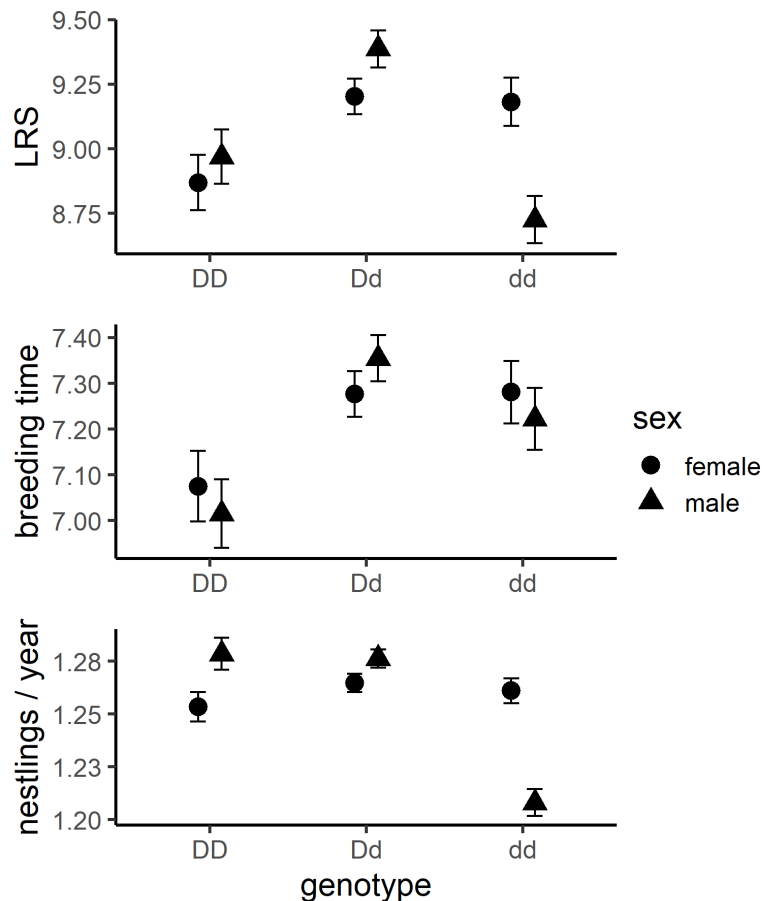 LRS
9.50
9.25
9.00
8.75
DD Dd dd
breeding time
7.40
7.30
7.20
7.10
7.00
DD Dd dd
sex
female
male
nestlings / year
1.28
1.25
1.23
1.20
DD Dd dd
genotype